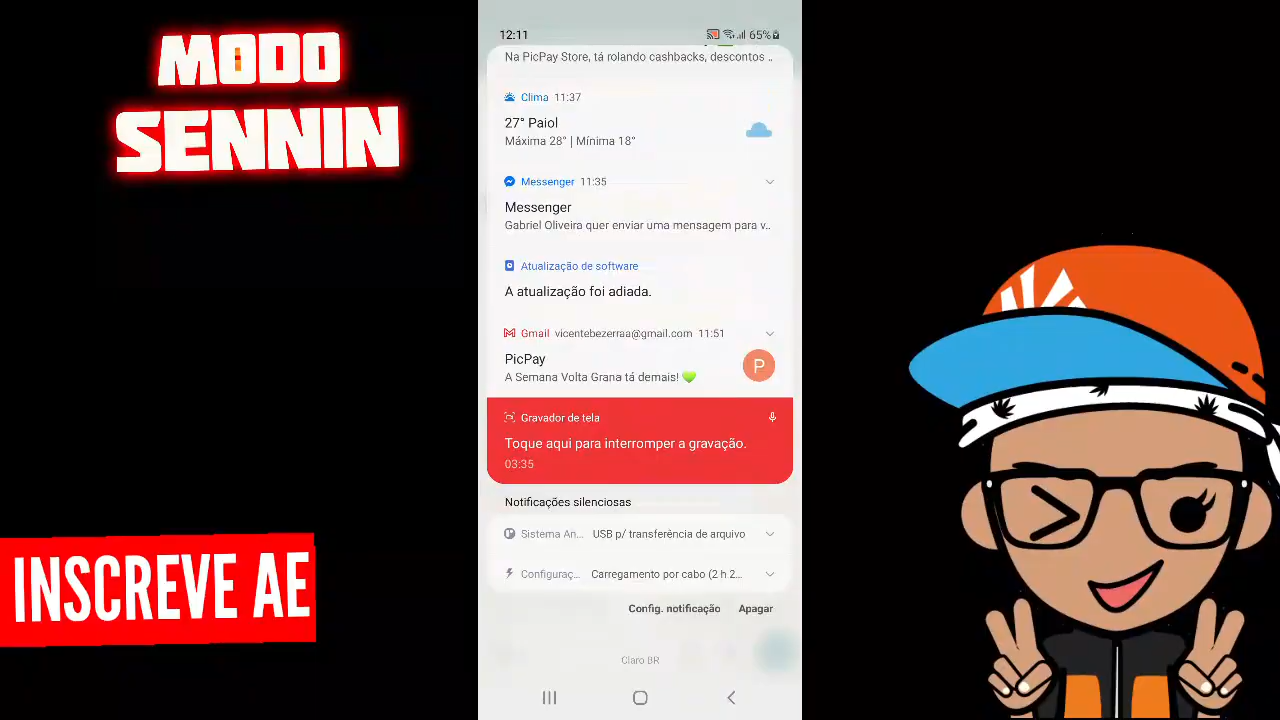 MODO
SENNIN
INSCREVE AE
12:11
65%
Na PicPay Store, tá rolando cashbacks, descontos ..
Clima 11:37
27° Paiol
Máxima 28° | Mínima 18°
Messenger 11:35
Messenger
Gabriel Oliveira quer enviar uma mensagem para v..
Atualização de software
A atualização foi adiada.
Gmail vicentebezerraa@gmail.com 11:51
PicPay
P
A Semana Volta Grana tá demais! 💚
Gravador de tela
Toque aqui para interromper a gravação.
03:35
Notificações silenciosas
Sistema An... USB p/ transferência de arquivo
Configuraç... Carregamento por cabo (2 h 2...
Config. notificação Apagar
Claro BR